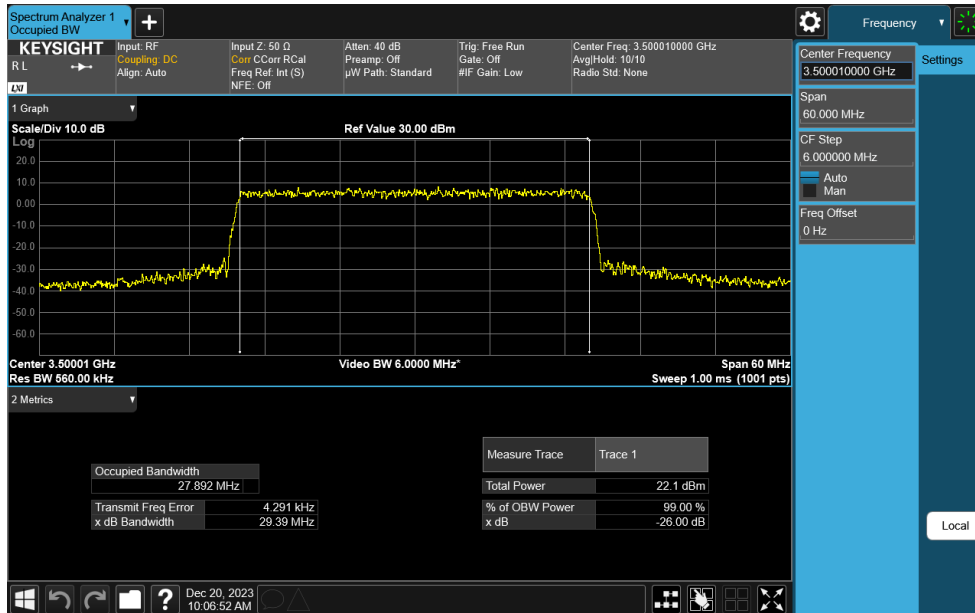 Spectrum Analyzer 1
Occupied BW
+
Frequency
KEYSIGHT
R L
LXI
Input: RF
Coupling: DC
Align: Auto
Input Z: 50 Ω
Corr CCorr RCal
Freq Ref: Int (S)
NFE: Off
Atten: 40 dB
Preamp: Off
µW Path: Standard
Trig: Free Run
Gate: Off
#IF Gain: Low
Center Freq: 3.500010000 GHz
Avg|Hold: 10/10
Radio Std: None
Center Frequency
3.500010000 GHz
Settings
Span
60.000 MHz
CF Step
6.000000 MHz
Auto
Man
Freq Offset
0 Hz
Local
1 Graph
Scale/Div 10.0 dB
Ref Value 30.00 dBm
Log
20.0
10.0
0.00
-10.0
-20.0
-30.0
-40.0
-50.0
-60.0
Center 3.50001 GHz
Video BW 6.0000 MHz*
Span 60 MHz
Res BW 560.00 kHz
Sweep 1.00 ms (1001 pts)
2 Metrics
Occupied Bandwidth
27.892 MHz
Transmit Freq Error 4.291 kHz
x dB Bandwidth 29.39 MHz
Measure Trace Trace 1
Total Power 22.1 dBm
% of OBW Power 99.00 %
x dB -26.00 dB
?
Dec 20, 2023
10:06:52 AM